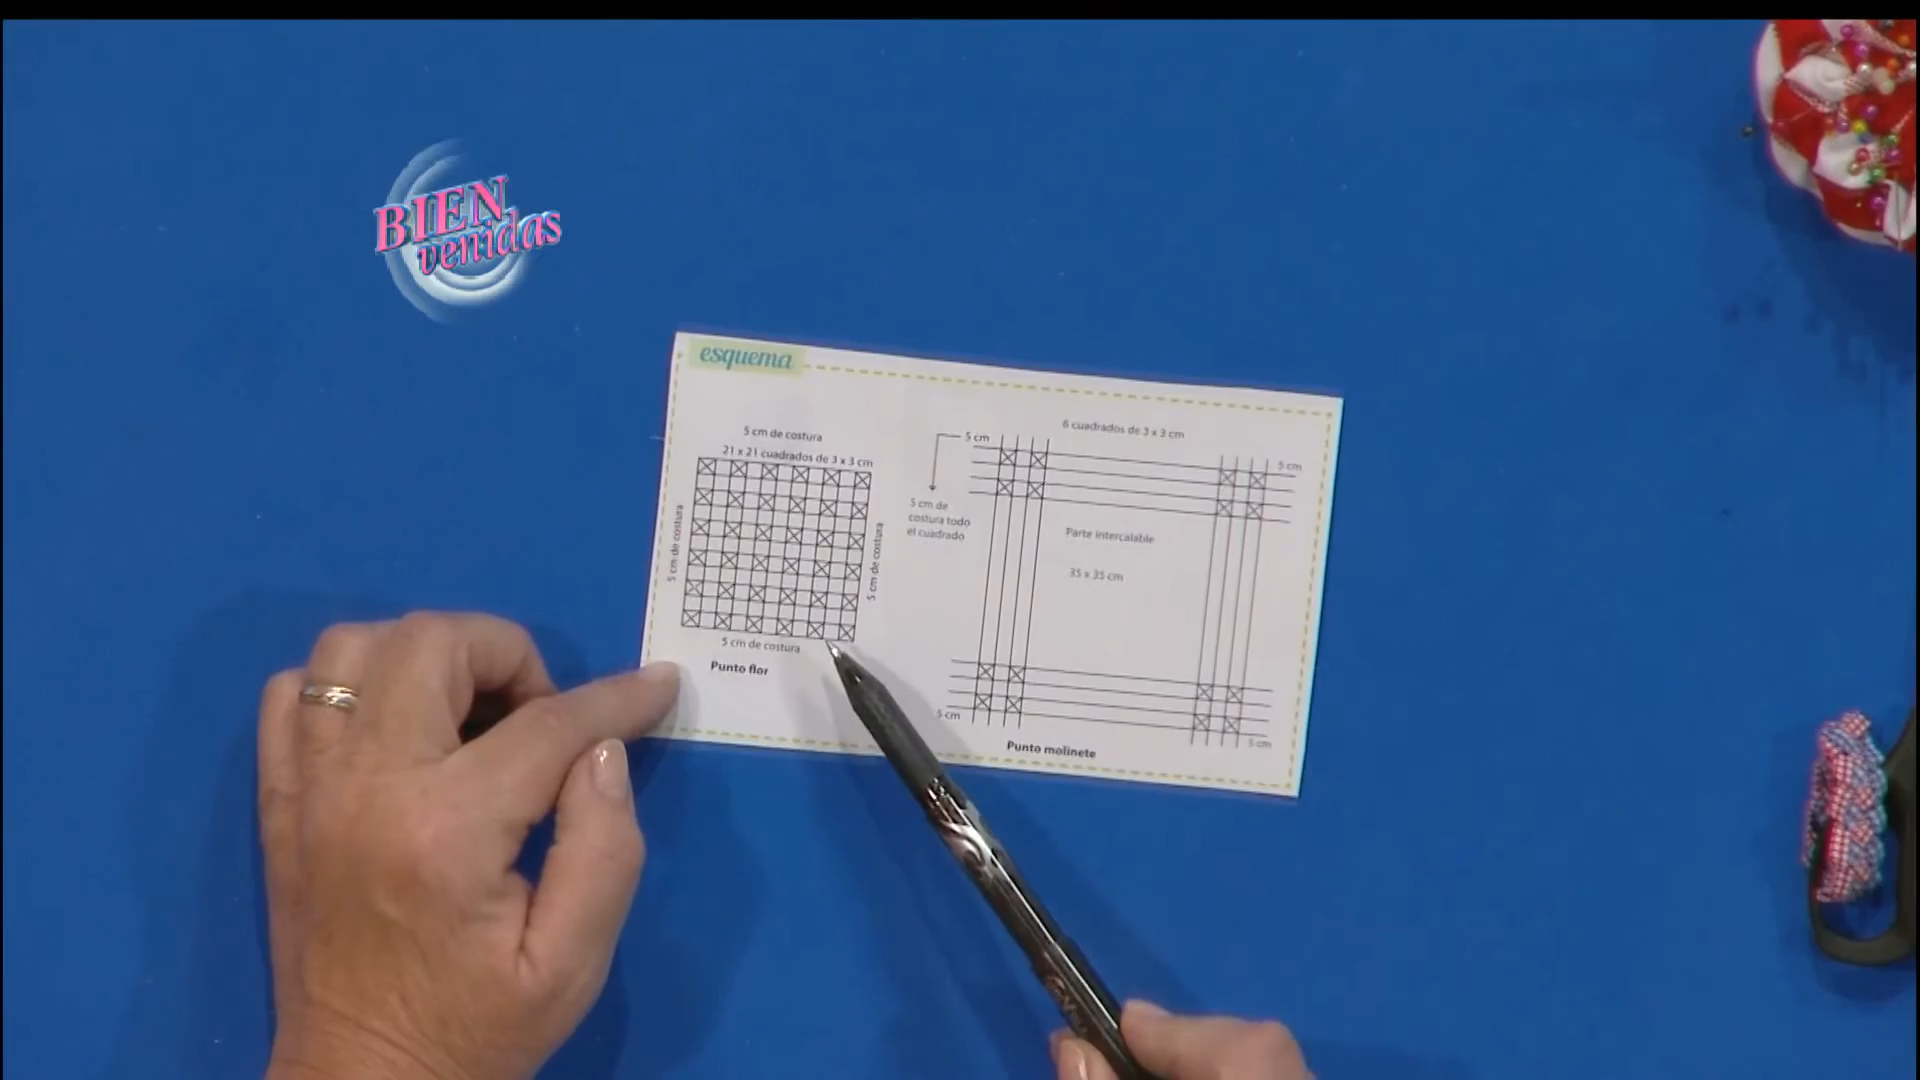 BIEN
venidas
esquema
5 cm de costura
21 x 21 cuadrados de 3 x 3 cm
5 cm de costura
5 cm de costura
5 cm de costura
Punto flor
6 cuadrados de 3 x 3 cm
5 cm
5 cm
5 cm de
costura todo
el cuadrado
Parte intercalable
35 x 35 cm
5 cm
5 cm
Punto molinete